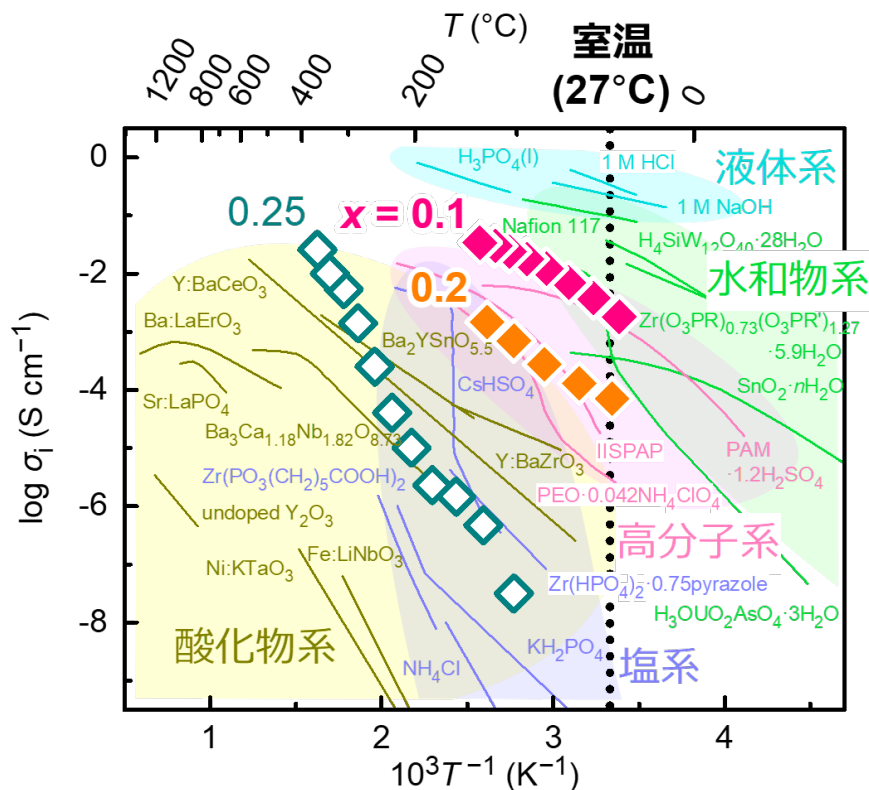 T (°C)
1200
800
600
400
200
室温
(27°C)
0
log σi (S cm−1)
0
-2
-4
-6
-8
H3PO4(l)
1 M HCl
液体系
1 M NaOH
0.25
x = 0.1
Nafion 117
H4SiW12O40·28H2O
水和物系
Y:BaCeO3
0.2
Ba:LaErO3
Ba2YSnO5.5
Zr(O3PR)0.73(O3PR')1.27
·5.9H2O
CsHSO4
SnO2·nH2O
Sr:LaPO4
Ba3Ca1.18Nb1.82O8.73
IISPAP
PAM
·1.2H2SO4
Y:BaZrO3
Zr(PO3(CH2)5COOH)2
PEO·0.042NH4ClO4
undoped Y2O3
高分子系
Fe:LiNbO3
Ni:KTaO3
Zr(HPO4)2·0.75pyrazole
H3OUO2AsO4·3H2O
酸化物系
KH2PO4
塩系
NH4Cl
1
2
3
4
10³T−1 (K−1)